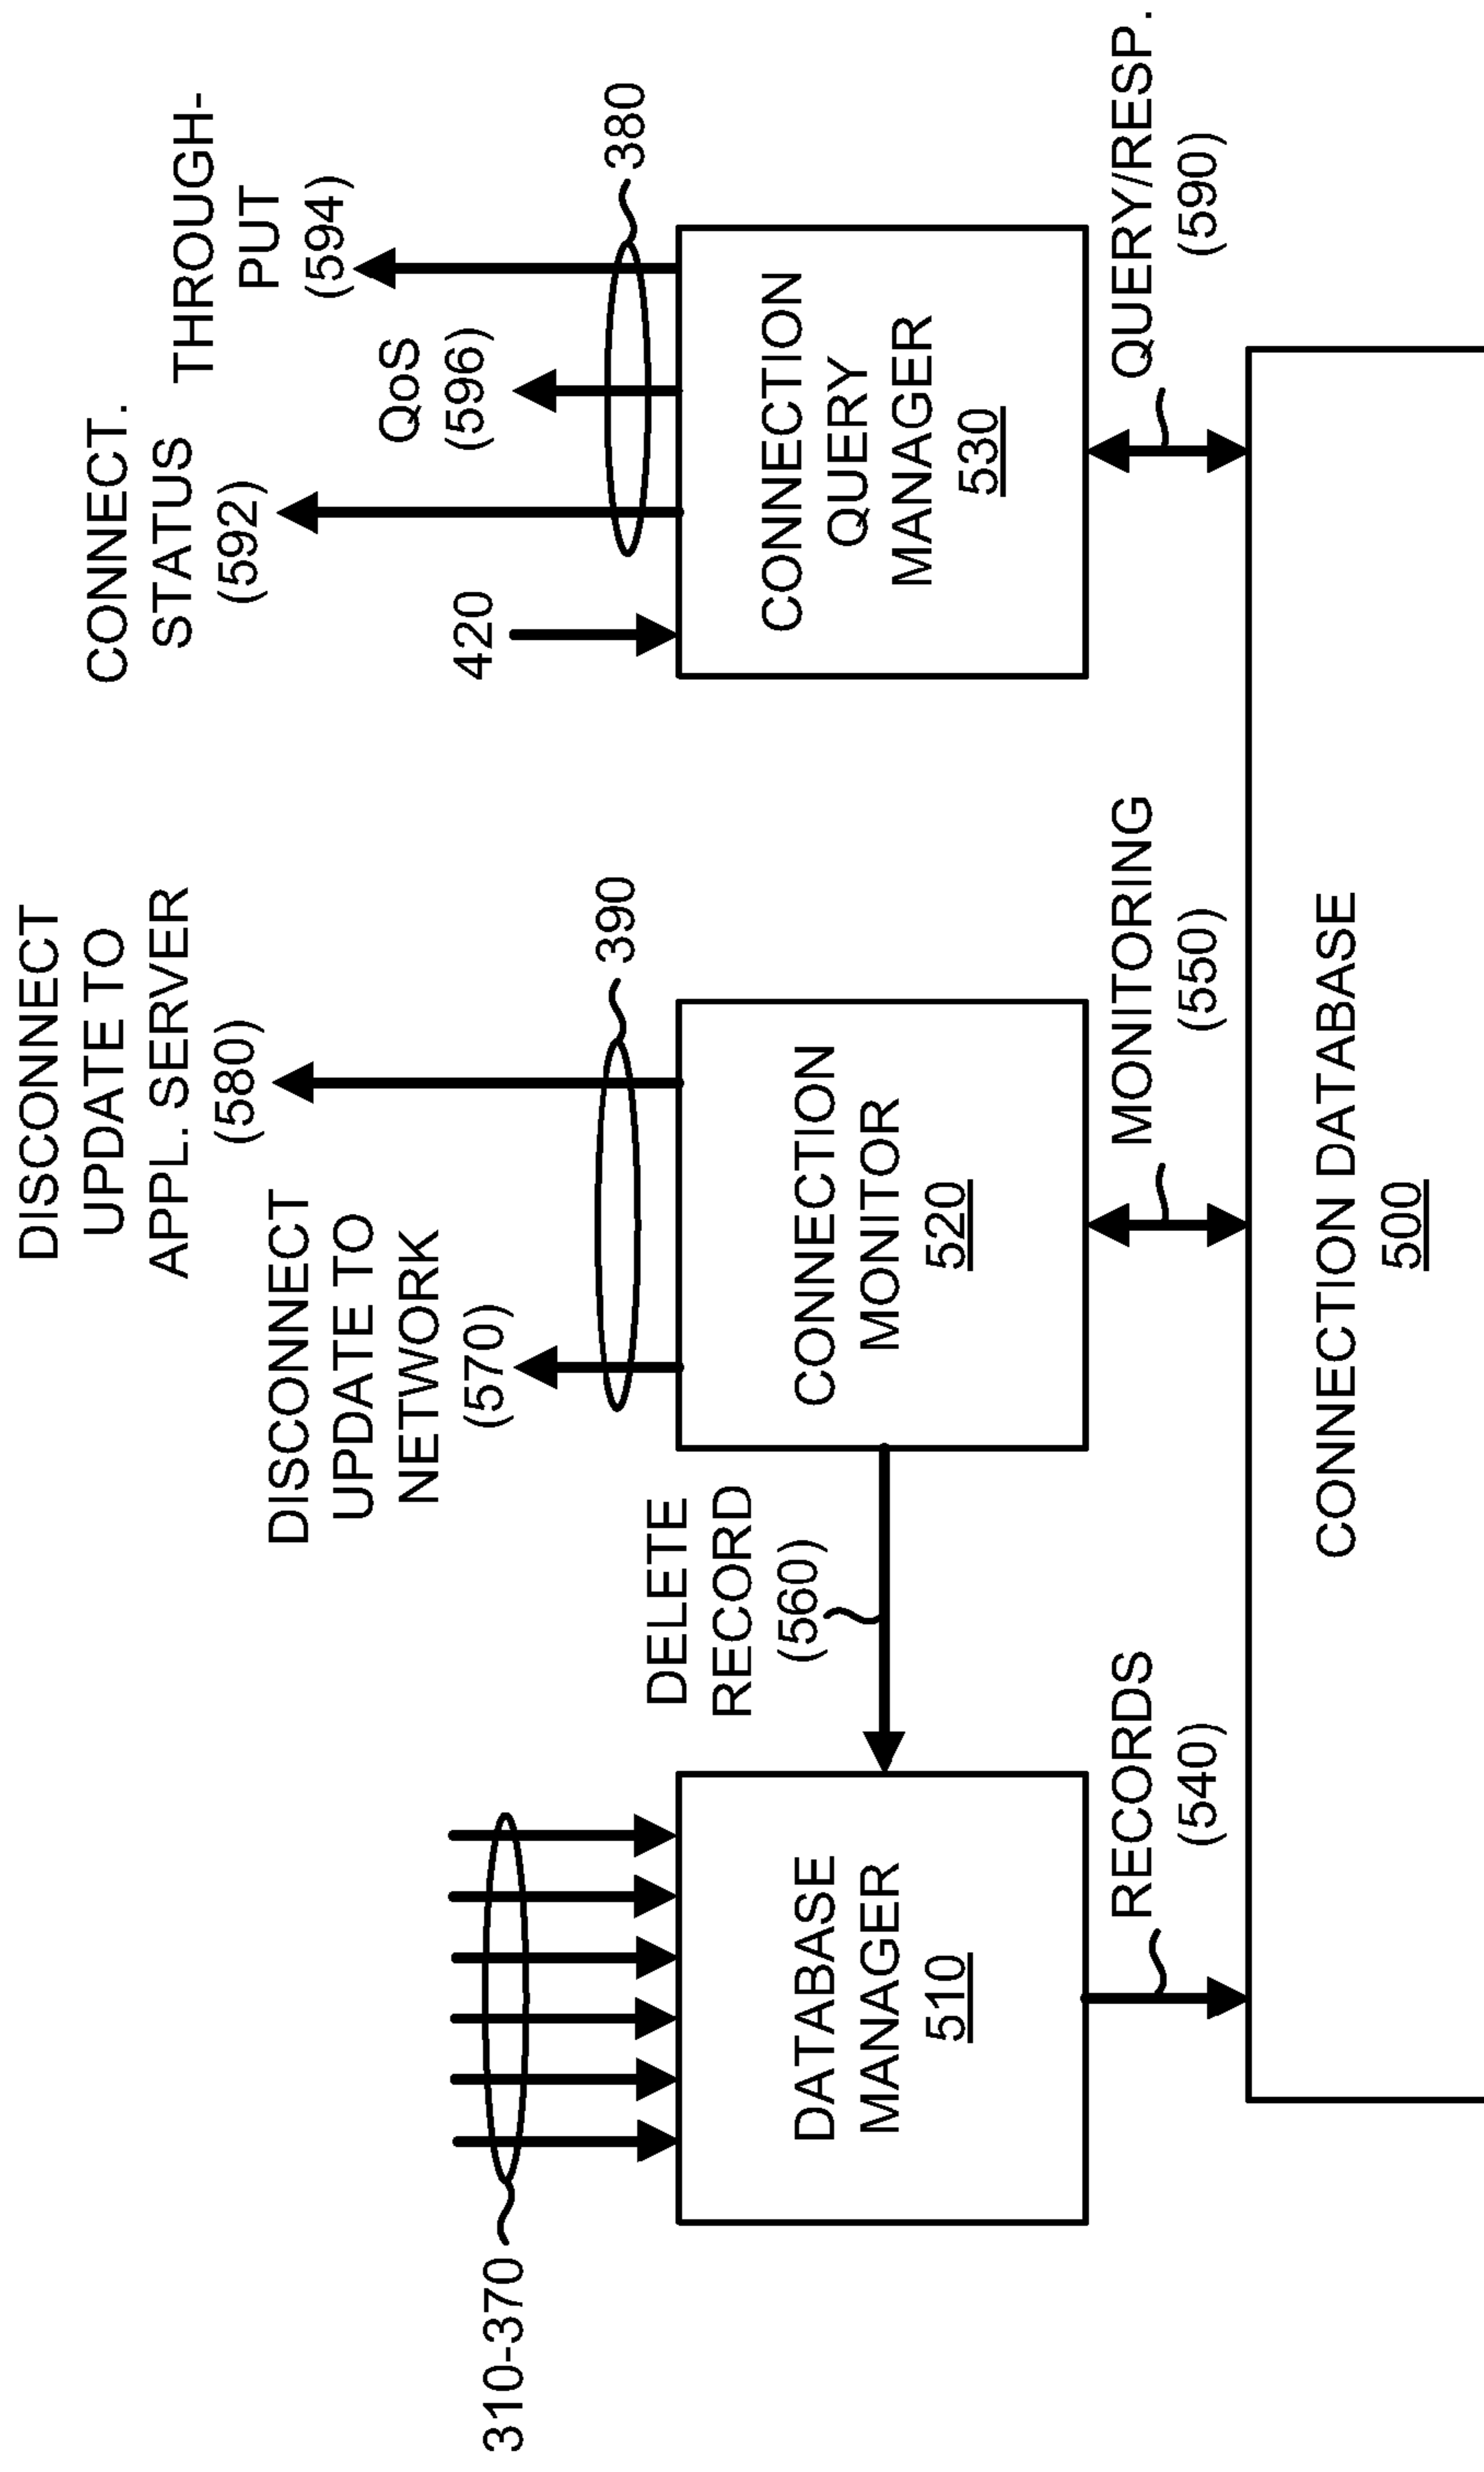 DISCONNECT
UPDATE TO
APPL. SERVER
(580)
CONNECT.
STATUS
(592)
THROUGH-
PUT
(594)
DISCONNECT
UPDATE TO
NETWORK
(570)
QoS
(596)
420
310-370
390
380
DELETE
RECORD
(560)
DATABASE
MANAGER
510
CONNECTION
MONITOR
520
CONNECTION
QUERY
MANAGER
530
RECORDS
(540)
MONITORING
(550)
QUERY/RESP.
(590)
CONNECTION DATABASE
500